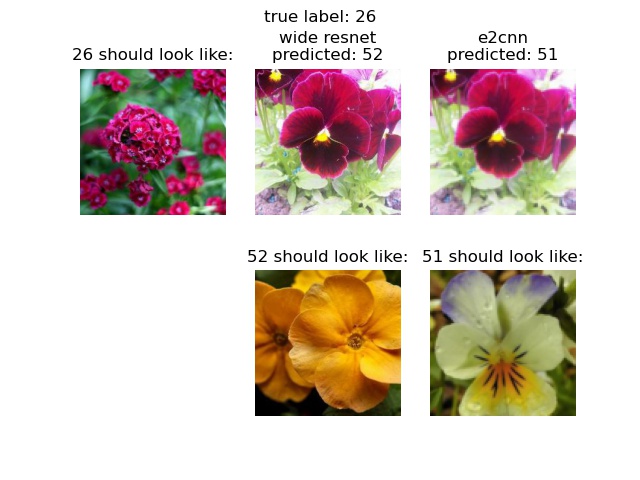 true label: 26
26 should look like:
wide resnet
predicted: 52
e2cnn
predicted: 51
52 should look like:
51 should look like: